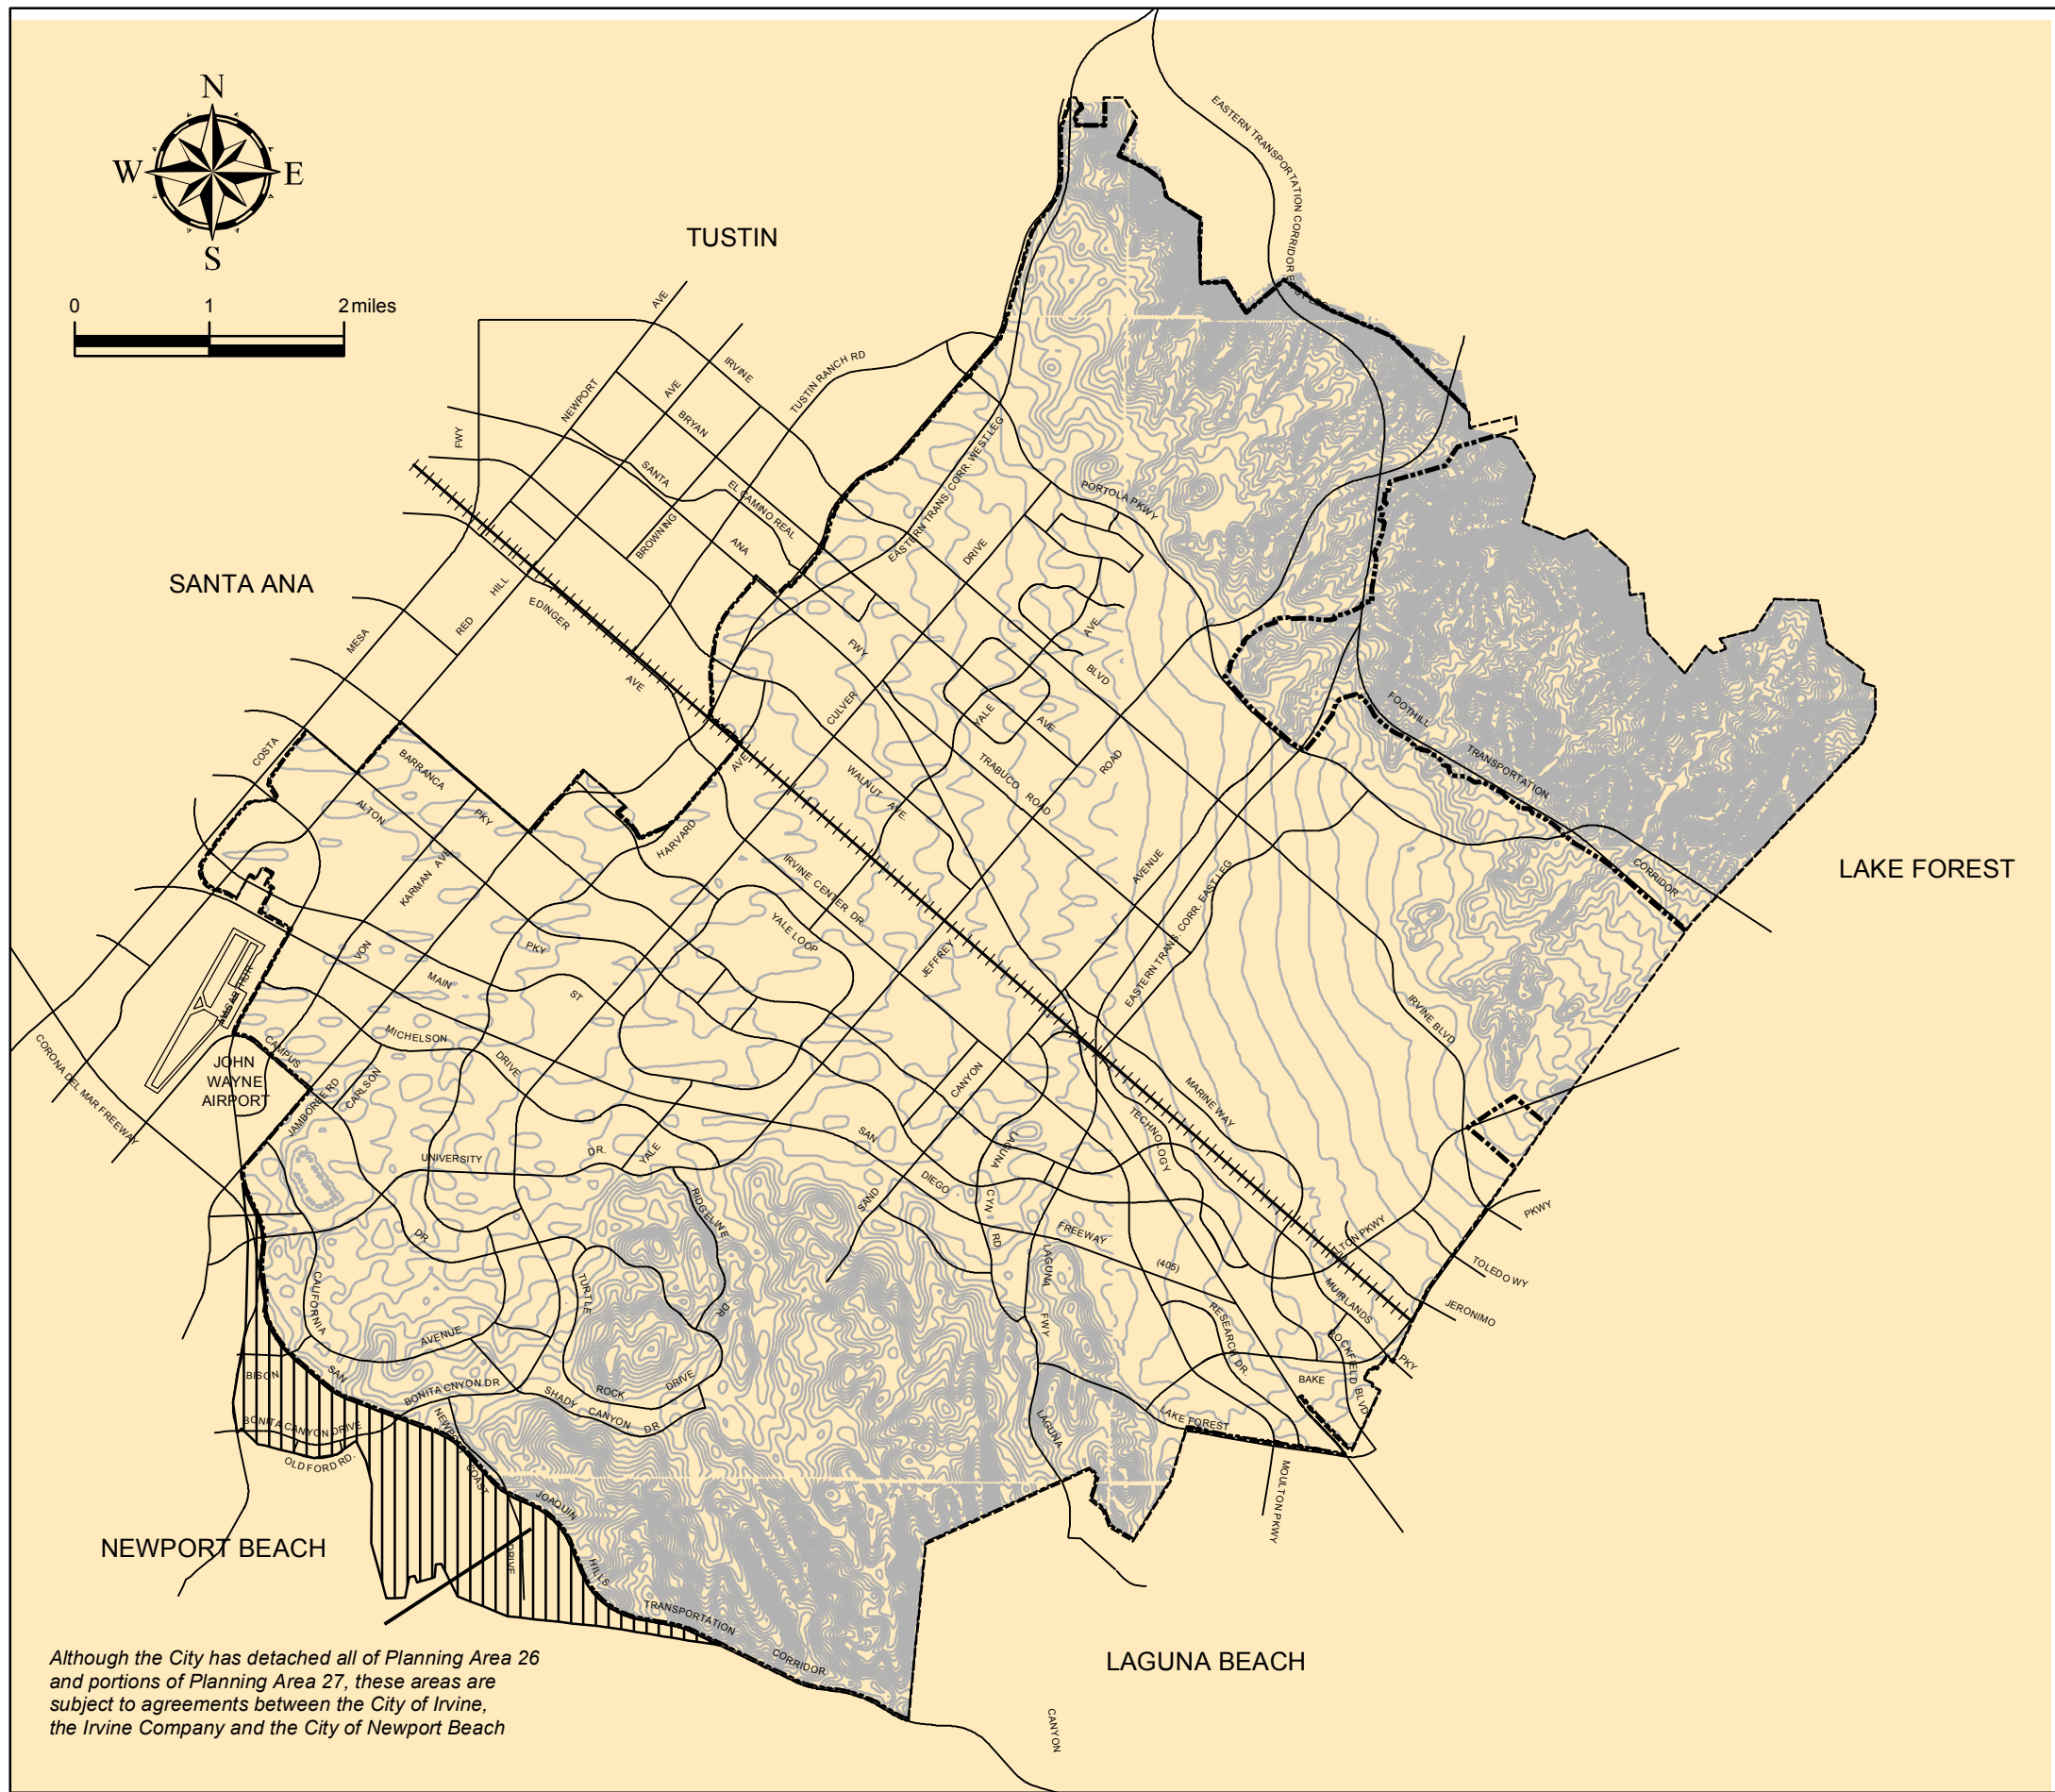 N
W
E
S
0 1 2 miles
TUSTIN
SANTA ANA
LAKE FOREST
NEWPORT BEACH
LAGUNA BEACH
JOHN
WAYNE
AIRPORT
EASTERN TRANSPORTATION CORRIDOR
AVE
IRVINE
TUSTIN RANCH RD
NEWPORT
AVE
BRYAN
FWY
SANTA
EL CAMINO REAL
EASTERN TRANS. CORR. WEST LEG
PORTOLA PKWY
BROWNING
ANA
DRIVE
HILL
EDINGER
RED
MESA
AVE
FWY
AVE.
BLVD
CULVER
YALE
AVE
FOOTHILL
TRANSPORTATION
CORRIDOR
COSTA
BARRANCA
PKY
AVE
WALNUT AVE
TRABUCO ROAD
ROAD
ALTON
HARVARD
KARMAN AVE.
IRVINE CENTER DR.
AVENUE
EASTERN TRANS. CORR. EAST LEG
YALE LOOP
JEFFREY
VON
PKY
MAIN
ST
IRVINE BLVD
MACARTHUR
CAMPUS
MICHELSON
DRIVE
CORONA DEL MAR FREEWAY
JAMBOREE RD
CARLSON
CANYON
MARINE WAY
TECHNOLOGY
SAN
DIEGO
FREEWAY
(405)
LAGUNA
CYN
RD
UNIVERSITY
DR.
YALE
RIDGELINE
DR
SAND
DR.
LAGUNA
FWY
PKWY
ALTON PKWY
TOLEDO WY
JERONIMO
MUIRLANDS
PKY
ROCKFIELD BLVD
RESEARCH DR.
BAKE
CALIFORNIA
TURTLE
ROCK
DRIVE
AVENUE
BISON
SAN
BONITA CNYON DR
SHADY CANYON DR
BONITA CANYON DRIVE
OLD FORD RD.
NEWPORT
COAST
DRIVE
LAKE FOREST
LAGUNA
MOULTON PKWY
JOAQUIN
HILLS
TRANSPORTATION
CORRIDOR
CANYON
Although the City has detached all of Planning Area 26
and portions of Planning Area 27, these areas are
subject to agreements between the City of Irvine,
the Irvine Company and the City of Newport Beach